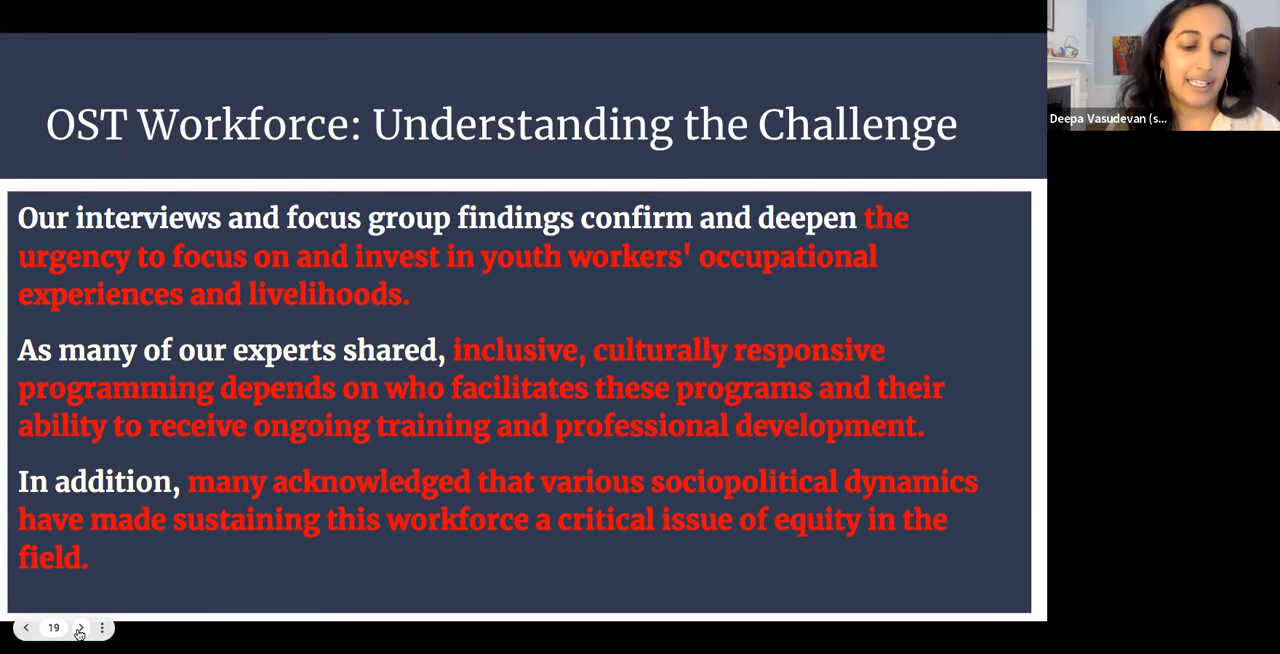 OST Workforce: Understanding the Challenge
Our interviews and focus group findings confirm and deepen the
urgency to focus on and invest in youth workers' occupational
experiences and livelihoods.
As many of our experts shared, inclusive, culturally responsive
programming depends on who facilitates these programs and their
ability to receive ongoing training and professional development.
In addition, many acknowledged that various sociopolitical dynamics
have made sustaining this workforce a critical issue of equity in the
field.
Deepa Vasudevan (s...
19